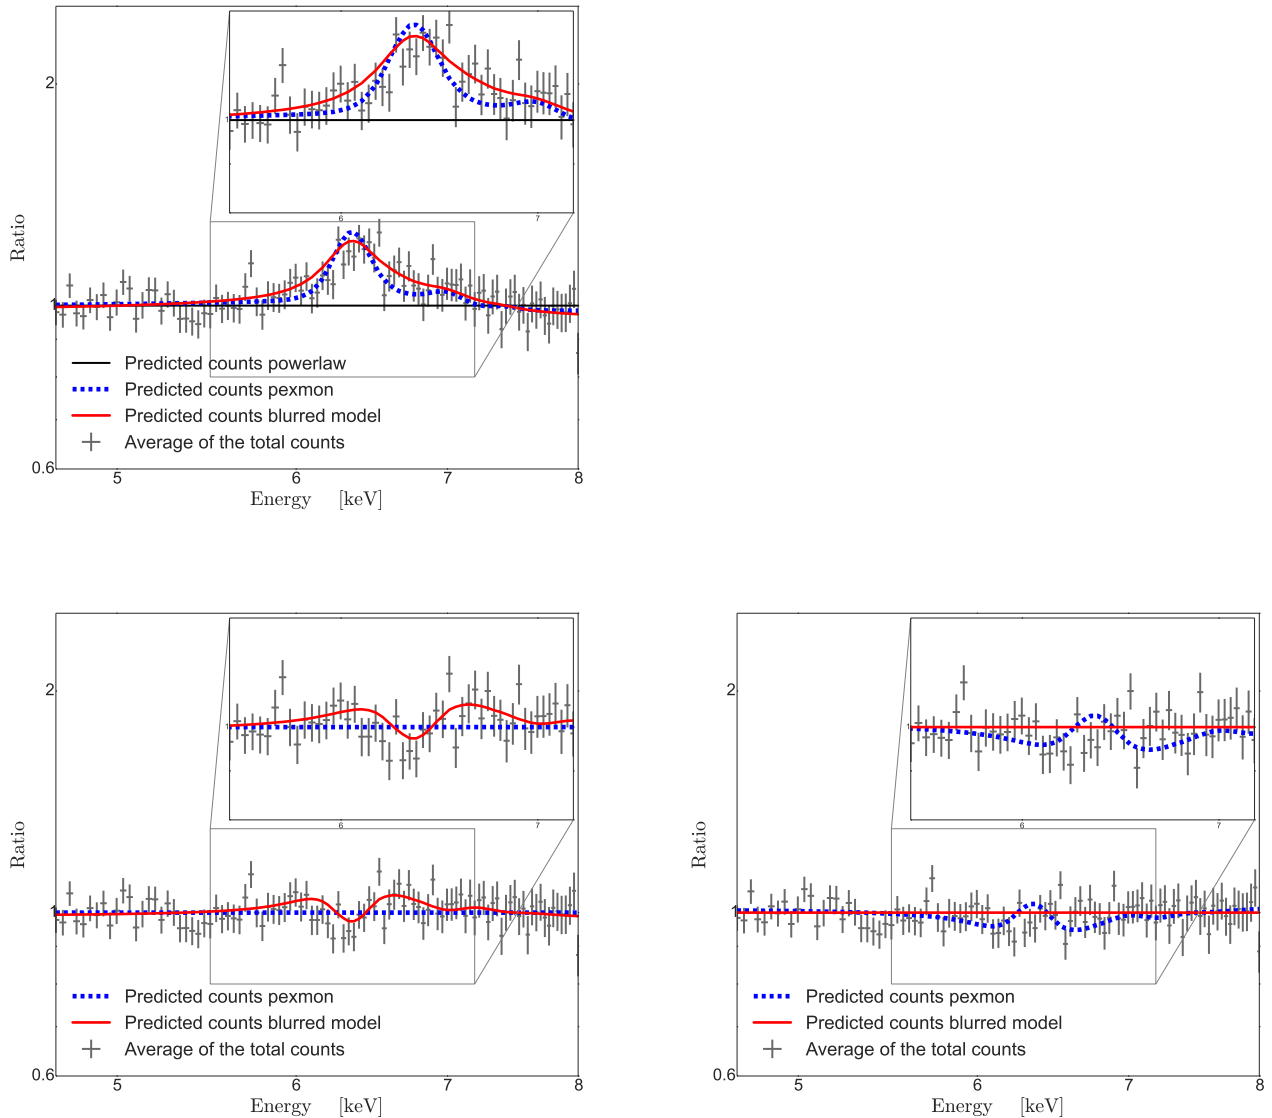 6
7
1
2
Ratio
1
Predicted counts powerlaw
Predicted counts pexmon
Predicted counts blurred model
Average of the total counts
0.6
5
6
7
8
Energy [keV]
2
1
6
7
Ratio
1
Predicted counts pexmon
Predicted counts blurred model
Average of the total counts
0.6
5
6
7
8
Energy [keV]
2
1
6
7
Ratio
1
Predicted counts pexmon
Predicted counts blurred model
Average of the total counts
0.6
5
6
7
8
Energy [keV]